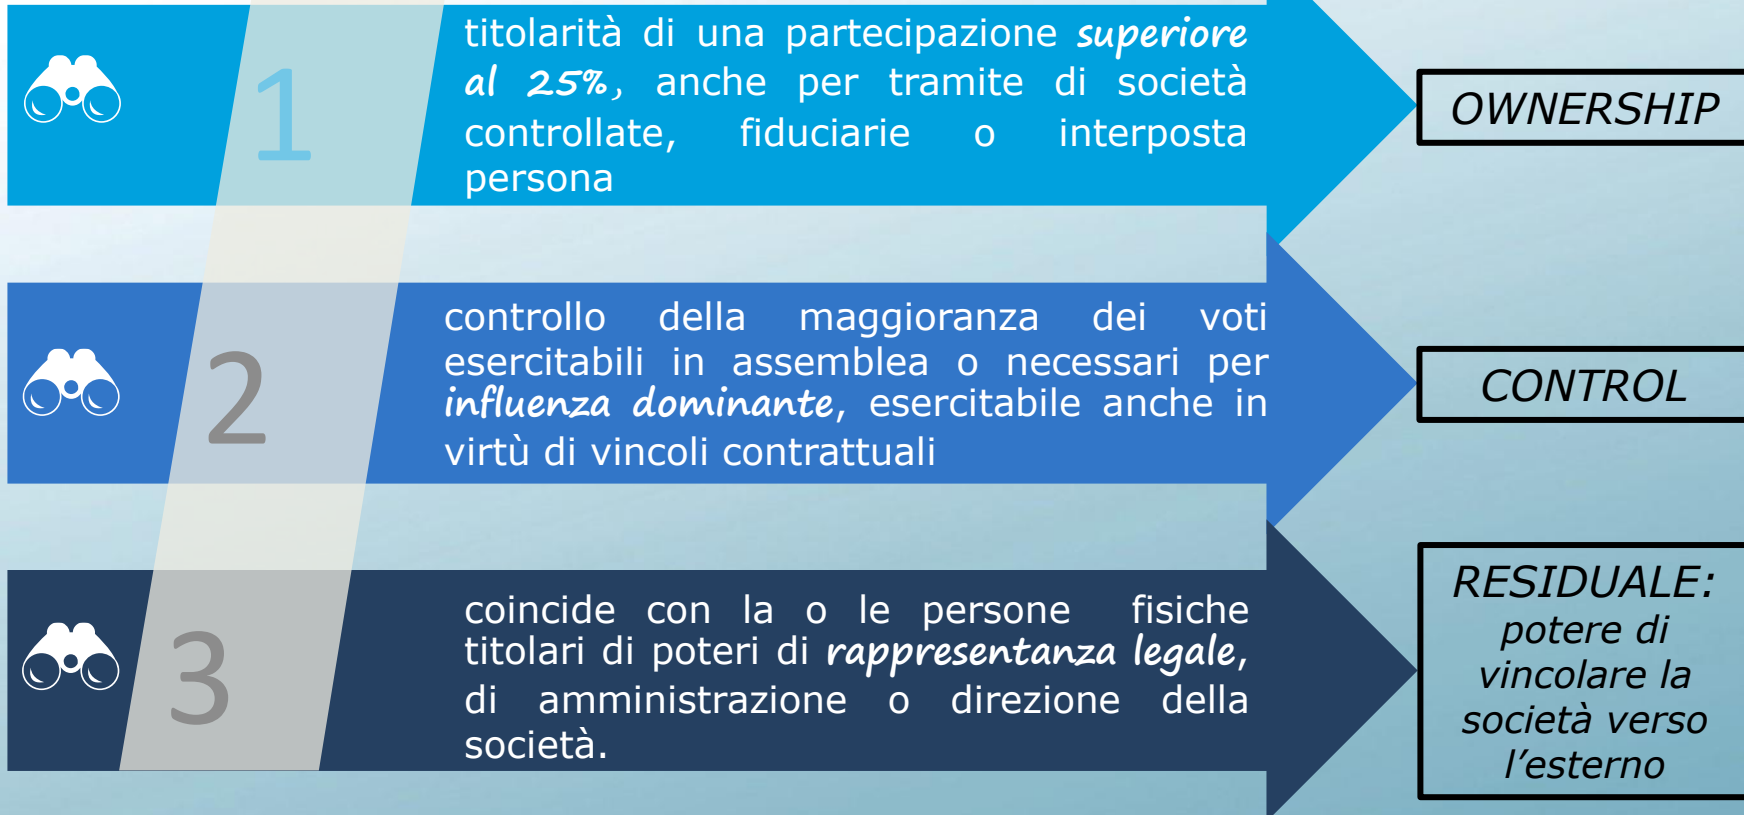 1
titolarità di una partecipazione superiore
al 25%, anche per tramite di società
controllate, fiduciarie o interposta
persona
OWNERSHIP
2
controllo della maggioranza dei voti
esercitabili in assemblea o necessari per
influenza dominante, esercitabile anche in
virtù di vincoli contrattuali
CONTROL
3
coincide con la o le persone fisiche
titolari di poteri di rappresentanza legale,
di amministrazione o direzione della
società.
RESIDUALE:
potere di
vincolare la
società verso
l'esterno